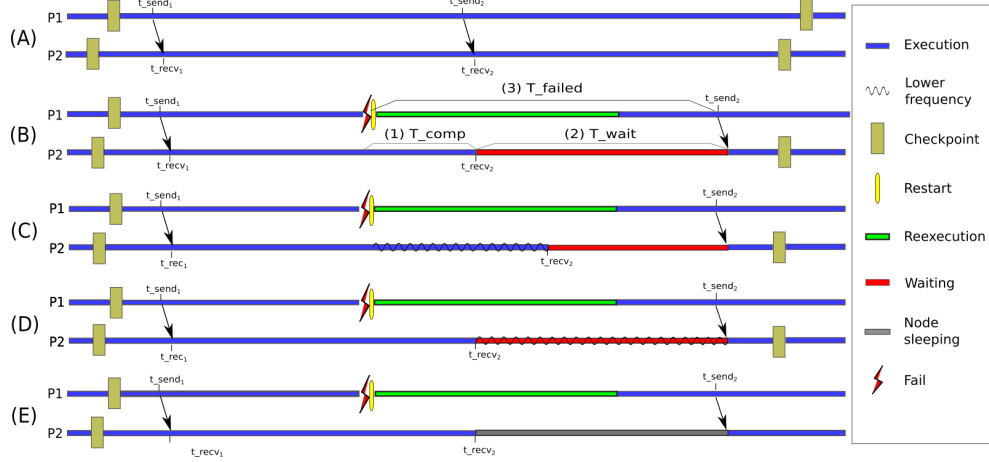 t_send₁ t_send₂
P1
(A)
P2
t_recv₁ t_recv₂
(3) T_failed
t_send₁ t_send₂
P1
(B)
(1) T_comp (2) T_wait
P2
t_recv₁ t_recv₂
t_send₁ t_send₂
P1
(C)
P2
t_rec₁ t_recv₂
t_send₁ t_send₂
P1
(D)
P2
t_rec₁ t_recv₂
t_send₁ t_send₂
P1
(E)
P2
t_recv₁ t_recv₂
Execution
Lower
frequency
Checkpoint
Restart
Reexecution
Waiting
Node
sleeping
Fail